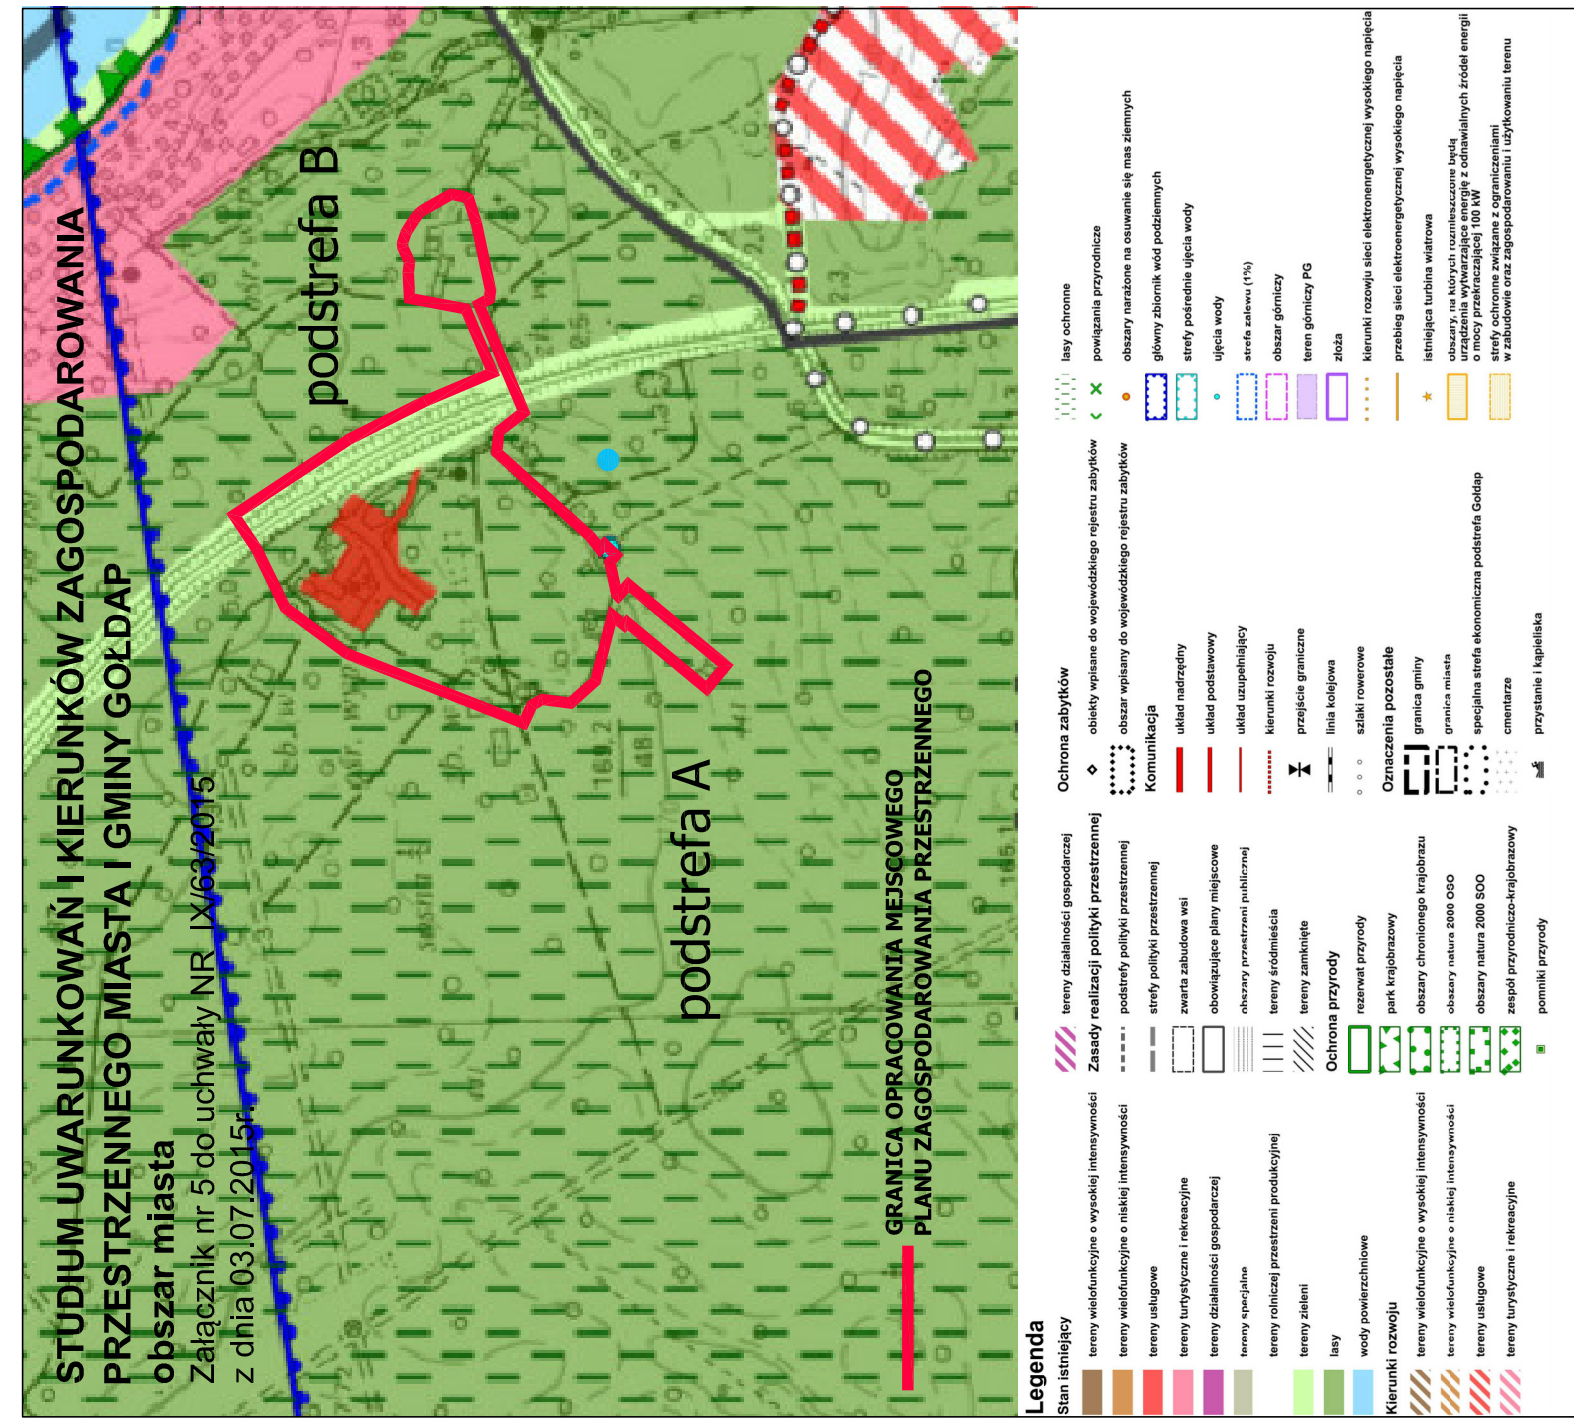 STUDIUM UWARUNKOWAŃ I KIERUNKÓW ZAGOSPODAROWANIA
PRZESTRZENNEGO MIASTA I GMINY GOŁDAP
obszar miasta
Załącznik nr 5 do uchwały NR IX/63/2015
z dnia 03.07.2015r.
podstrefa B
podstrefa A
GRANICA OPRACOWANIA MEJSCOWEGO
PLANU ZAGOSPODAROWANIA PRZESTRZENNEGO
Legenda
Stan istniejący
tereny wielofunkcyjne o wysokiej intensywności
tereny wielofunkcyjne o niskiej intensywności
tereny usługowe
tereny turtystyczne i rekreacyjne
tereny działalności gospodarczej
tereny specjalne
tereny rolniczej przestrzeni produkcyjnej
tereny zieleni
lasy
wody powierzchniowe
Kierunki rozwoju
tereny wielofunkcyjne o wysokiej intensywności
tereny wielofunkcyjne o niskiej intensywności
tereny usługowe
tereny turystyczne i rekreacyjne
tereny działalności gospodarczej
Zasady realizacji polityki przestrzennej
podstrefy polityki przestrzennej
strefy polityki przestrzennej
zwarta zabudowa wsi
obowiązujące plany miejscowe
obszary przestrzeni publicznej
tereny śródmieścia
tereny zamknięte
Ochrona przyrody
rezerwat przyrody
park krajobrazowy
obszary chronionego krajobrazu
obszary natura 2000 OSO
obszary natura 2000 SOO
zespół przyrodniczo-krajobrazowy
pomniki przyrody
Ochrona zabytków
obiekty wpisane do wojewódzkiego rejestru zabytków
obszar wpisany do wojewódzkiego rejestru zabytków
Komunikacja
układ nadrzędny
układ podstawowy
układ uzupełniający
kierunki rozwoju
przejście graniczne
linia kolejowa
szlaki rowerowe
Oznaczenia pozostałe
granica gminy
granica miasta
specjalna strefa ekonomiczna podstrefa Gołdap
cmentarze
przystanie i kąpieliska
lasy ochronne
powiązania przyrodnicze
obszary narażone na osuwanie się mas ziemnych
główny zbiornik wód podziemnych
strefy pośrednie ujęcia wody
ujęcia wody
strefa zalewu (1%)
obszar górniczy
teren górniczy PG
złoża
kierunki rozowju sieci elektronenrgetycznej wysokiego napięcia
przebieg sieci elektroenergetycznej wysokiego napięcia
istniejąca turbina wiatrowa
obszary, na których rozmieszczone będą
urządzenia wytwarzające energię z odnawialnych źródeł energii
o mocy przekraczającej 100 kW
strefy ochronne związane z ograniczeniami
w zabudowie oraz zagospodarowaniu i użytkowaniu terenu